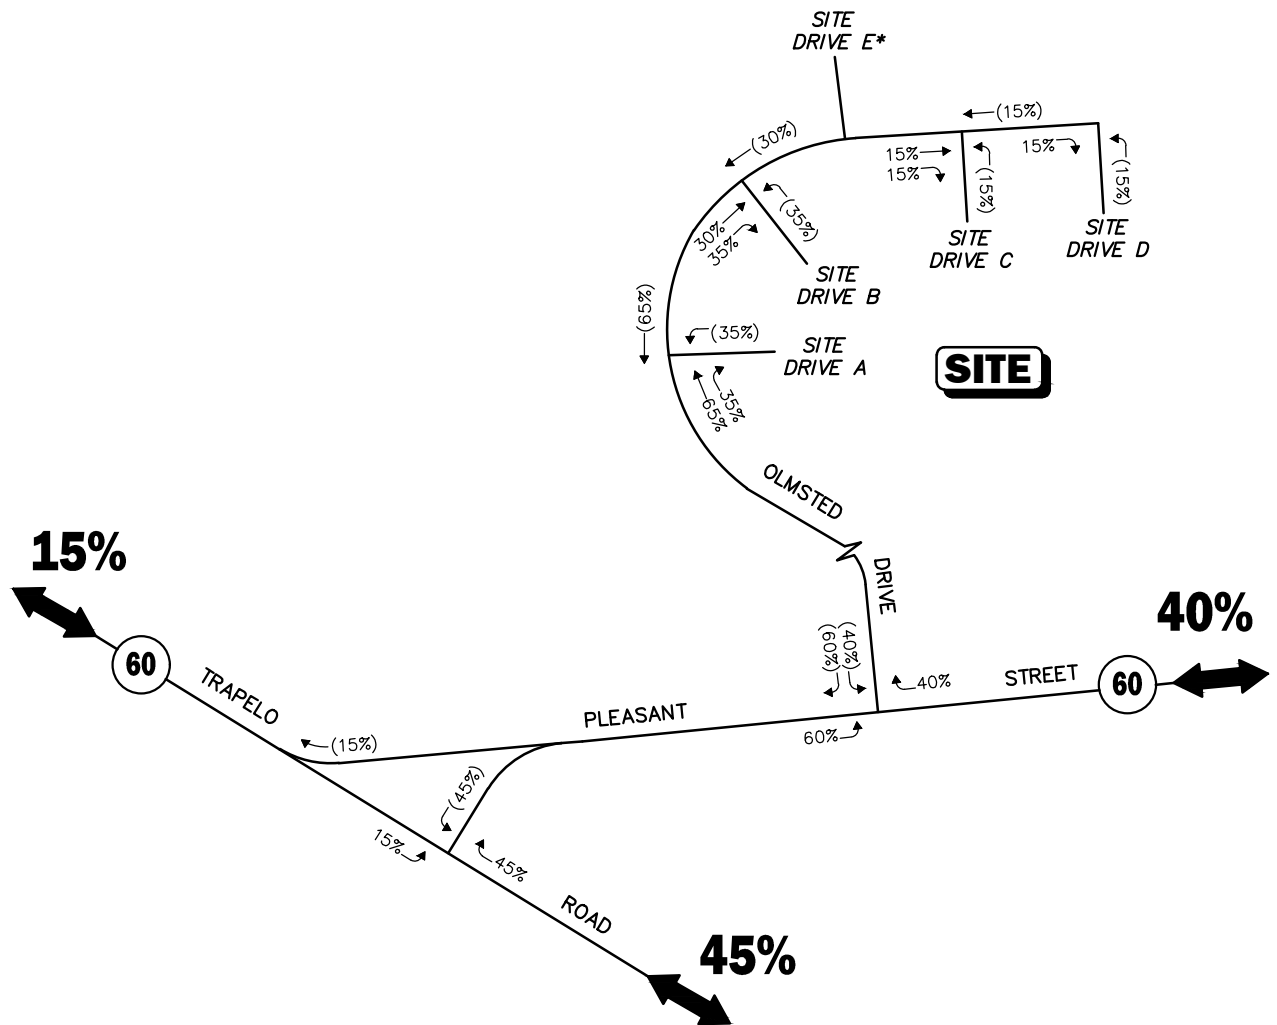 SITE
DRIVE E*
(15%)
(30%)
15%
15%
15%
(15%)
(15%)
(35%)
30%
35%
SITE
DRIVE C
SITE
DRIVE D
SITE
DRIVE B
(65%)
(35%)
SITE
DRIVE A
SITE
35%
65%
OLMSTED
DRIVE
15%
40%
60
TRAPELO
(60%)
(40%)
40%
STREET
60
PLEASANT
60%
(15%)
(45%)
15%
45%
ROAD
45%